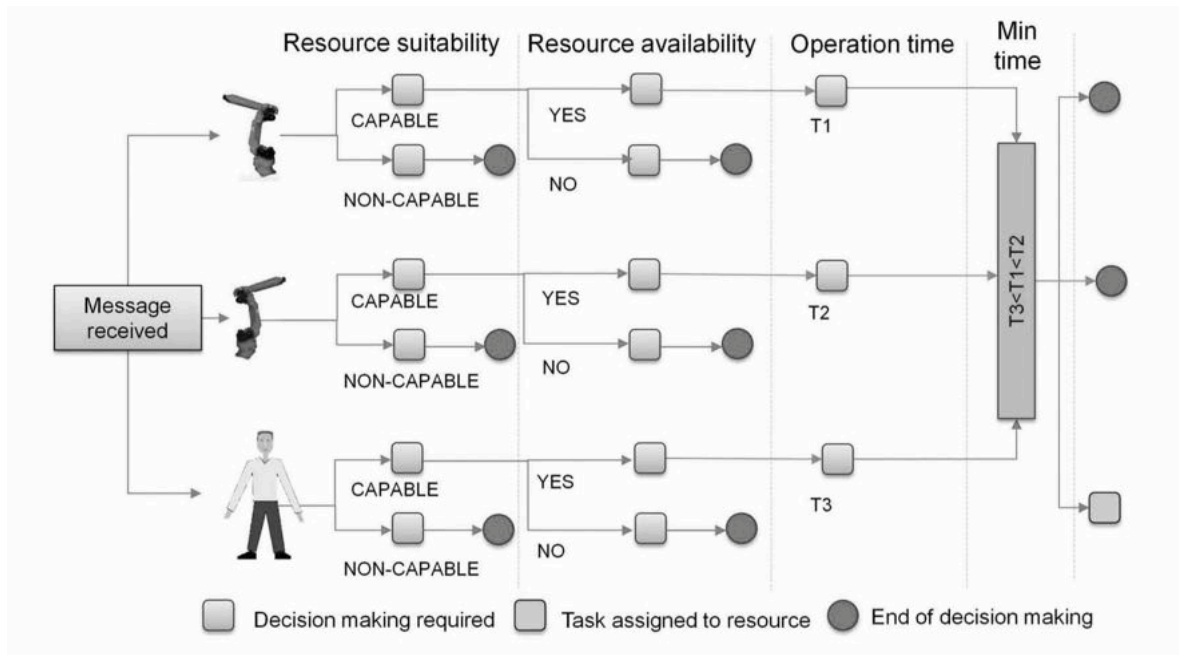 Resource suitability
Resource availability
Operation time
Min
time
CAPABLE
YES
T1
NON-CAPABLE
NO
Message
received
CAPABLE
YES
T2
T3<T1<T2
NON-CAPABLE
NO
CAPABLE
YES
T3
NON-CAPABLE
NO
Decision making required
Task assigned to resource
End of decision making